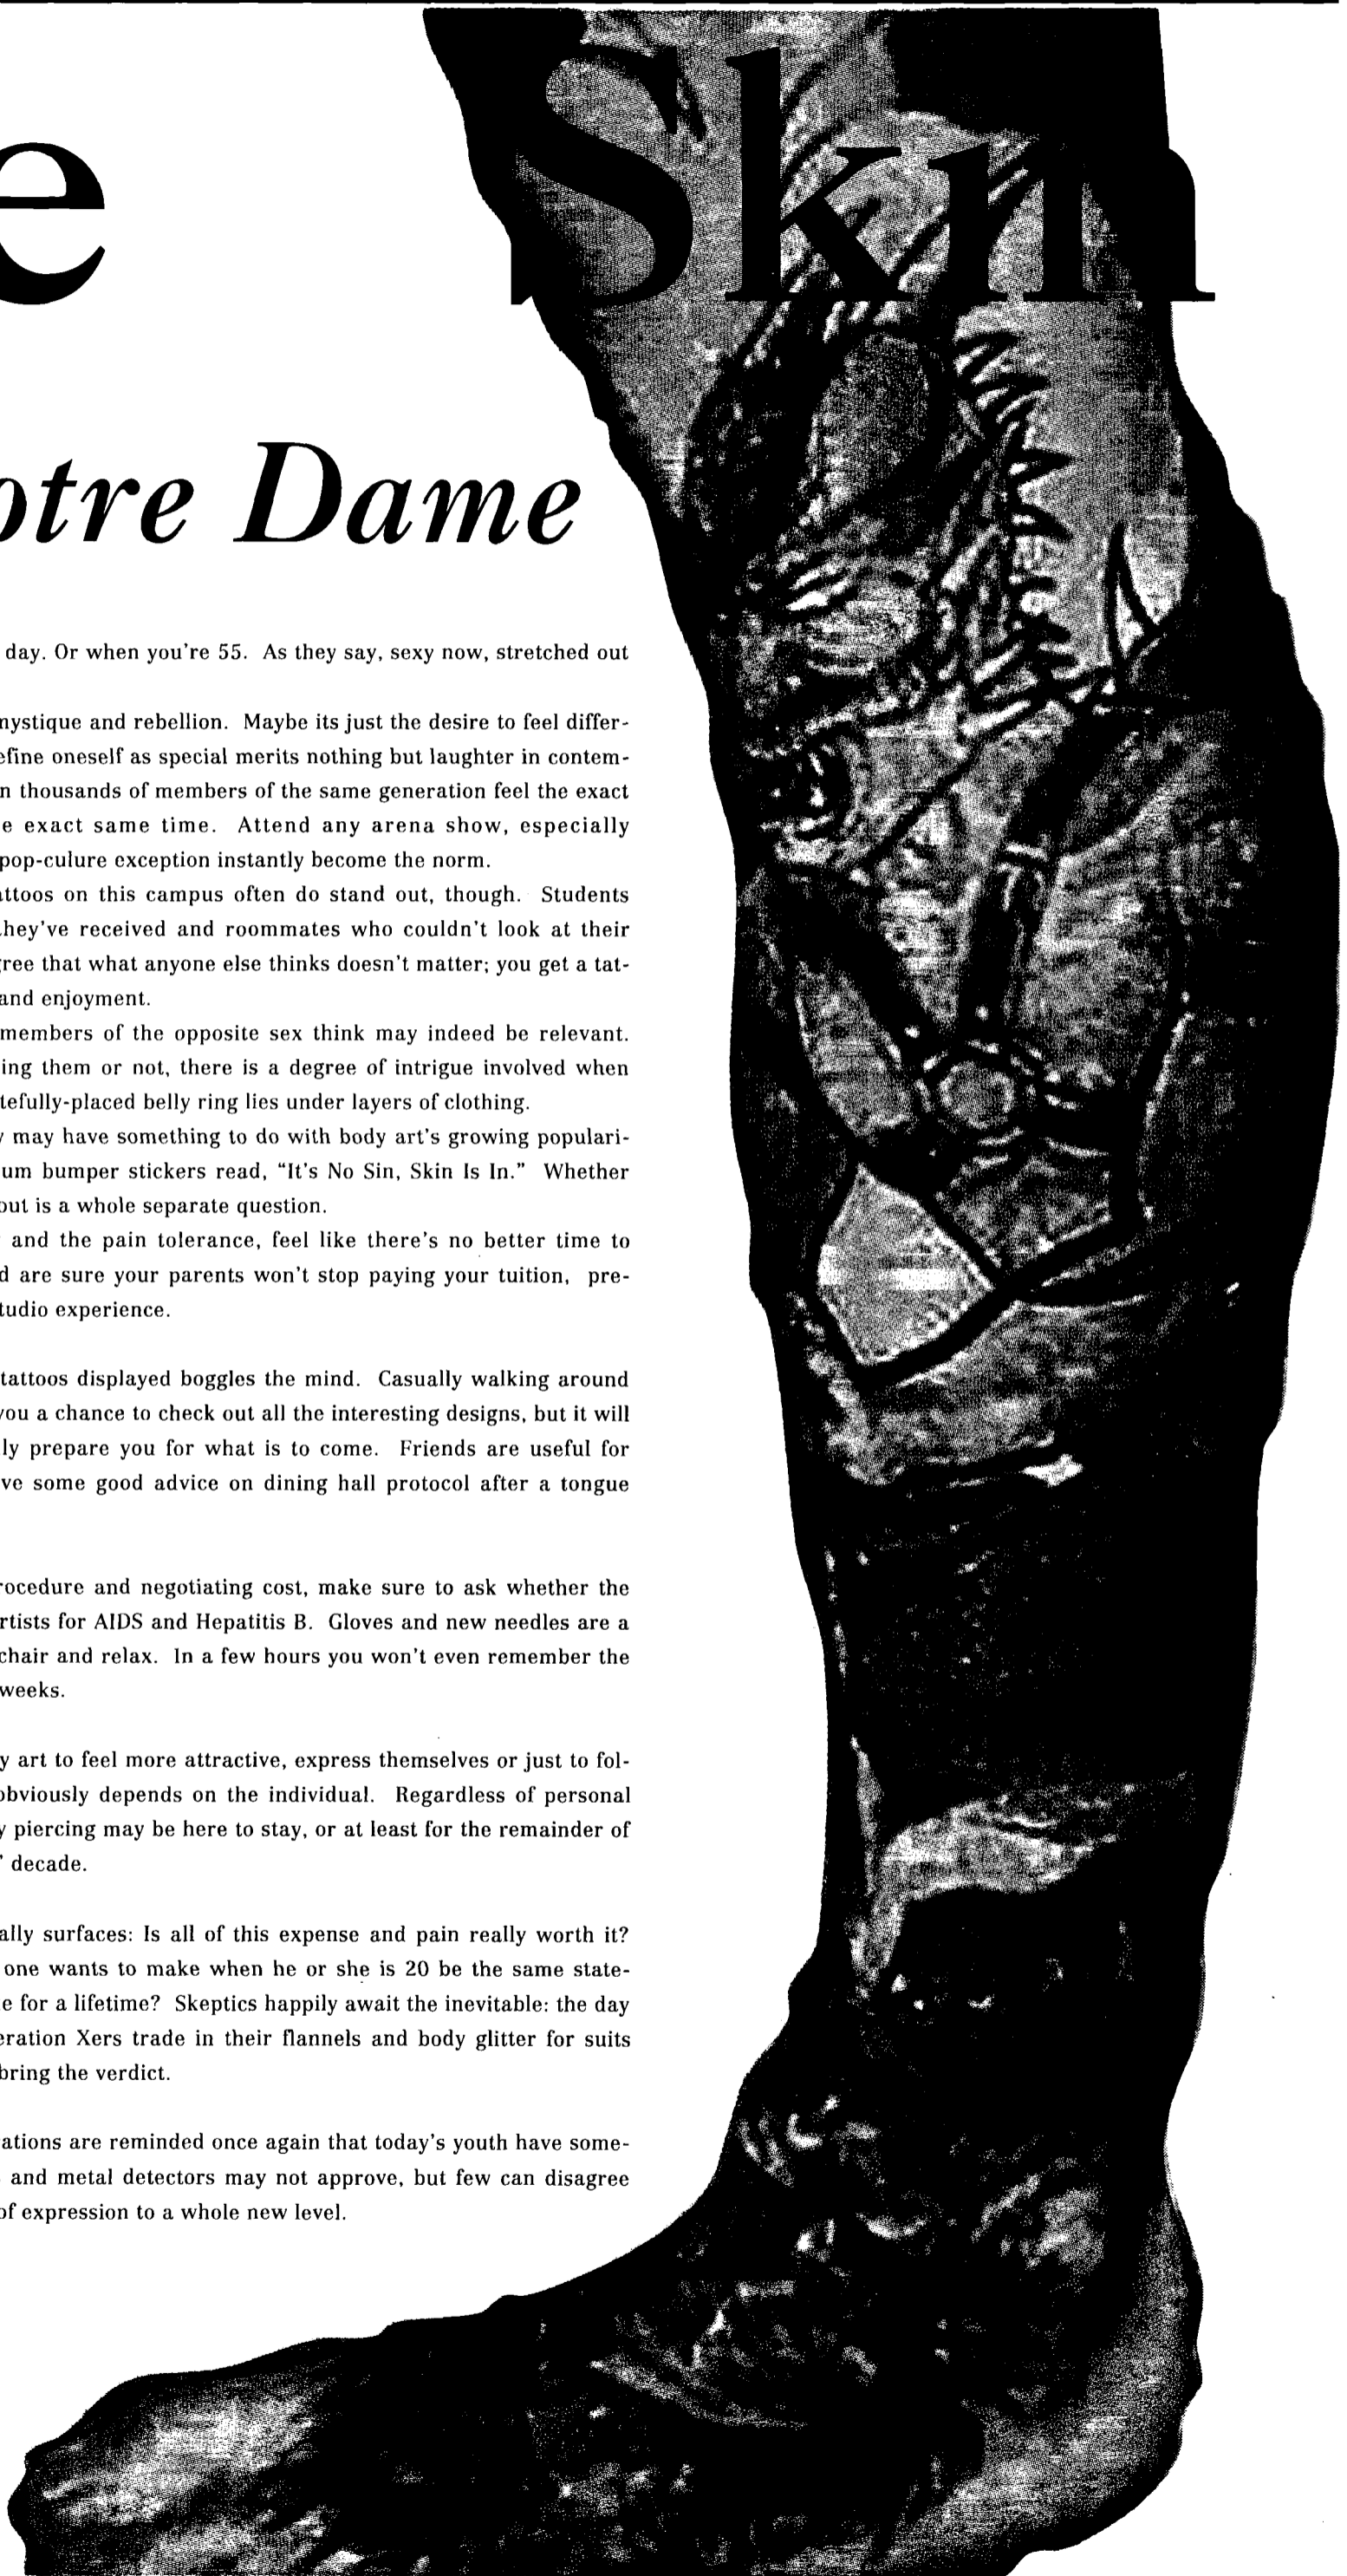 e Skin
otre Dame
day. Or when you're 55. As they say, sexy now, stretched out
mystique and rebellion. Maybe its just the desire to feel differ-
efine oneself as special merits nothing but laughter in contem-
n thousands of members of the same generation feel the exact
e exact same time. Attend any arena show, especially
pop-culure exception instantly become the norm.
attoos on this campus often do stand out, though. Students
they've received and roommates who couldn't look at their
ree that what anyone else thinks doesn't matter; you get a tat-
and enjoyment.
members of the opposite sex think may indeed be relevant.
ing them or not, there is a degree of intrigue involved when
tefully-placed belly ring lies under layers of clothing.
y may have something to do with body art's growing populari-
um bumper stickers read, "It's No Sin, Skin Is In." Whether
out is a whole separate question.
and the pain tolerance, feel like there's no better time to
d are sure your parents won't stop paying your tuition, pre-
tudio experience.
tattoos displayed boggles the mind. Casually walking around
you a chance to check out all the interesting designs, but it will
ly prepare you for what is to come. Friends are useful for
ve some good advice on dining hall protocol after a tongue
rocedure and negotiating cost, make sure to ask whether the
rtists for AIDS and Hepatitis B. Gloves and new needles are a
chair and relax. In a few hours you won't even remember the
weeks.
y art to feel more attractive, express themselves or just to fol-
obviously depends on the individual. Regardless of personal
y piercing may be here to stay, or at least for the remainder of
" decade.
ally surfaces: Is all of this expense and pain really worth it?
one wants to make when he or she is 20 be the same state-
e for a lifetime? Skeptics happily await the inevitable: the day
eration Xers trade in their flannels and body glitter for suits
bring the verdict.
ations are reminded once again that today's youth have some-
and metal detectors may not approve, but few can disagree
of expression to a whole new level.